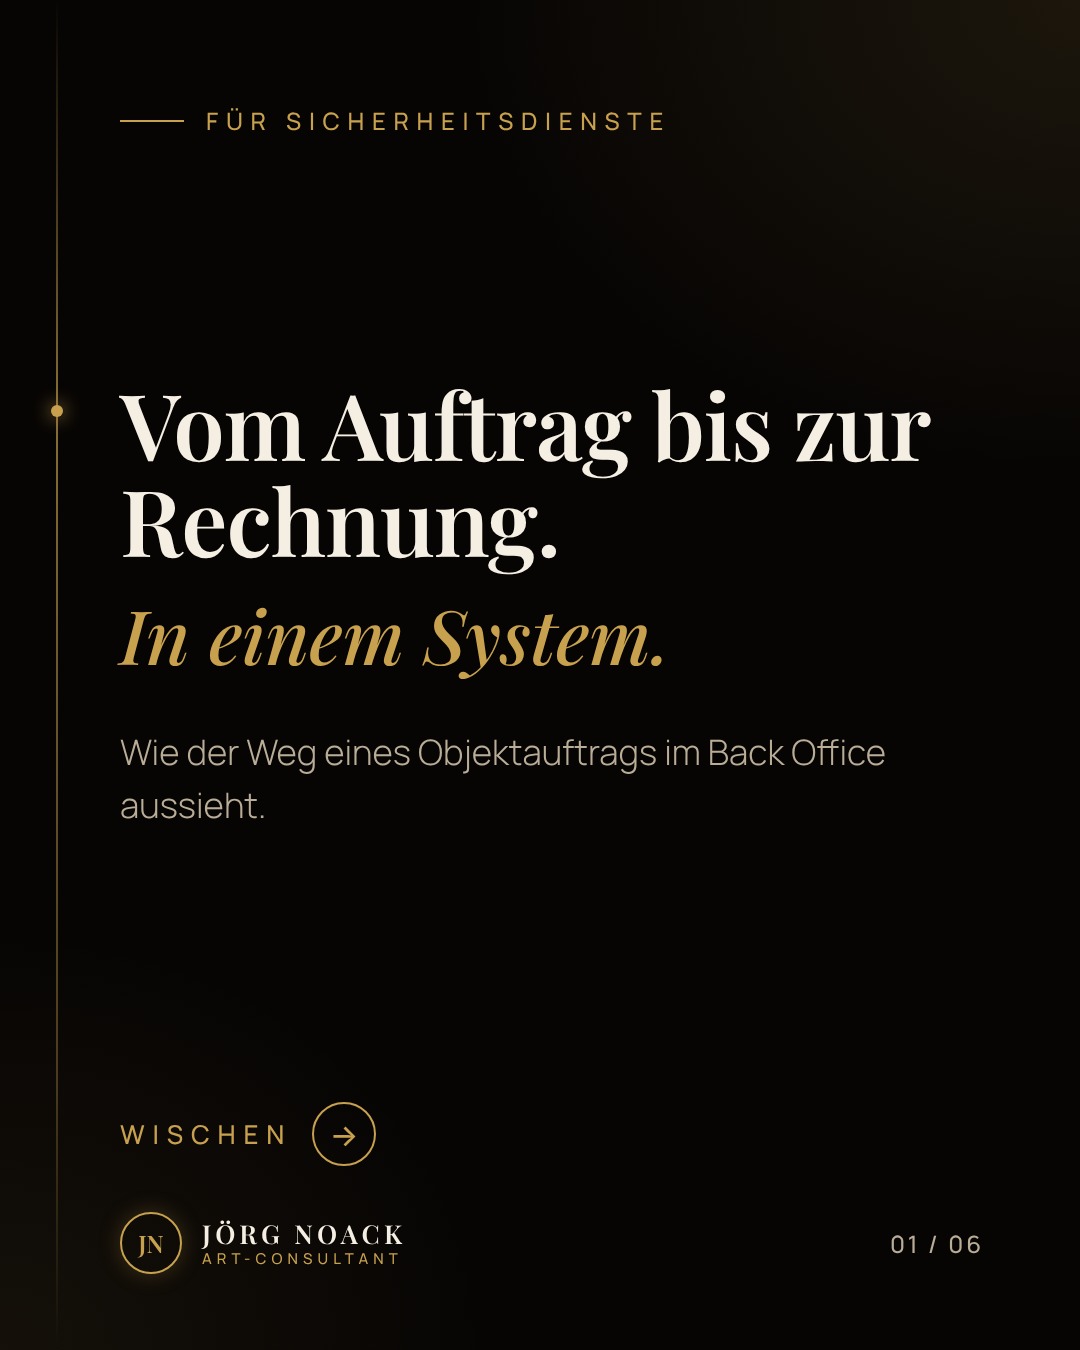 FÜR SICHERHEITSDIENSTE
Vom Auftrag bis zur
Rechnung.
In einem System.
Wie der Weg eines Objektauftrags im Back Office
aussieht.
WISCHEN →
JN
JÖRG NOACK
ART-CONSULTANT
01 / 06